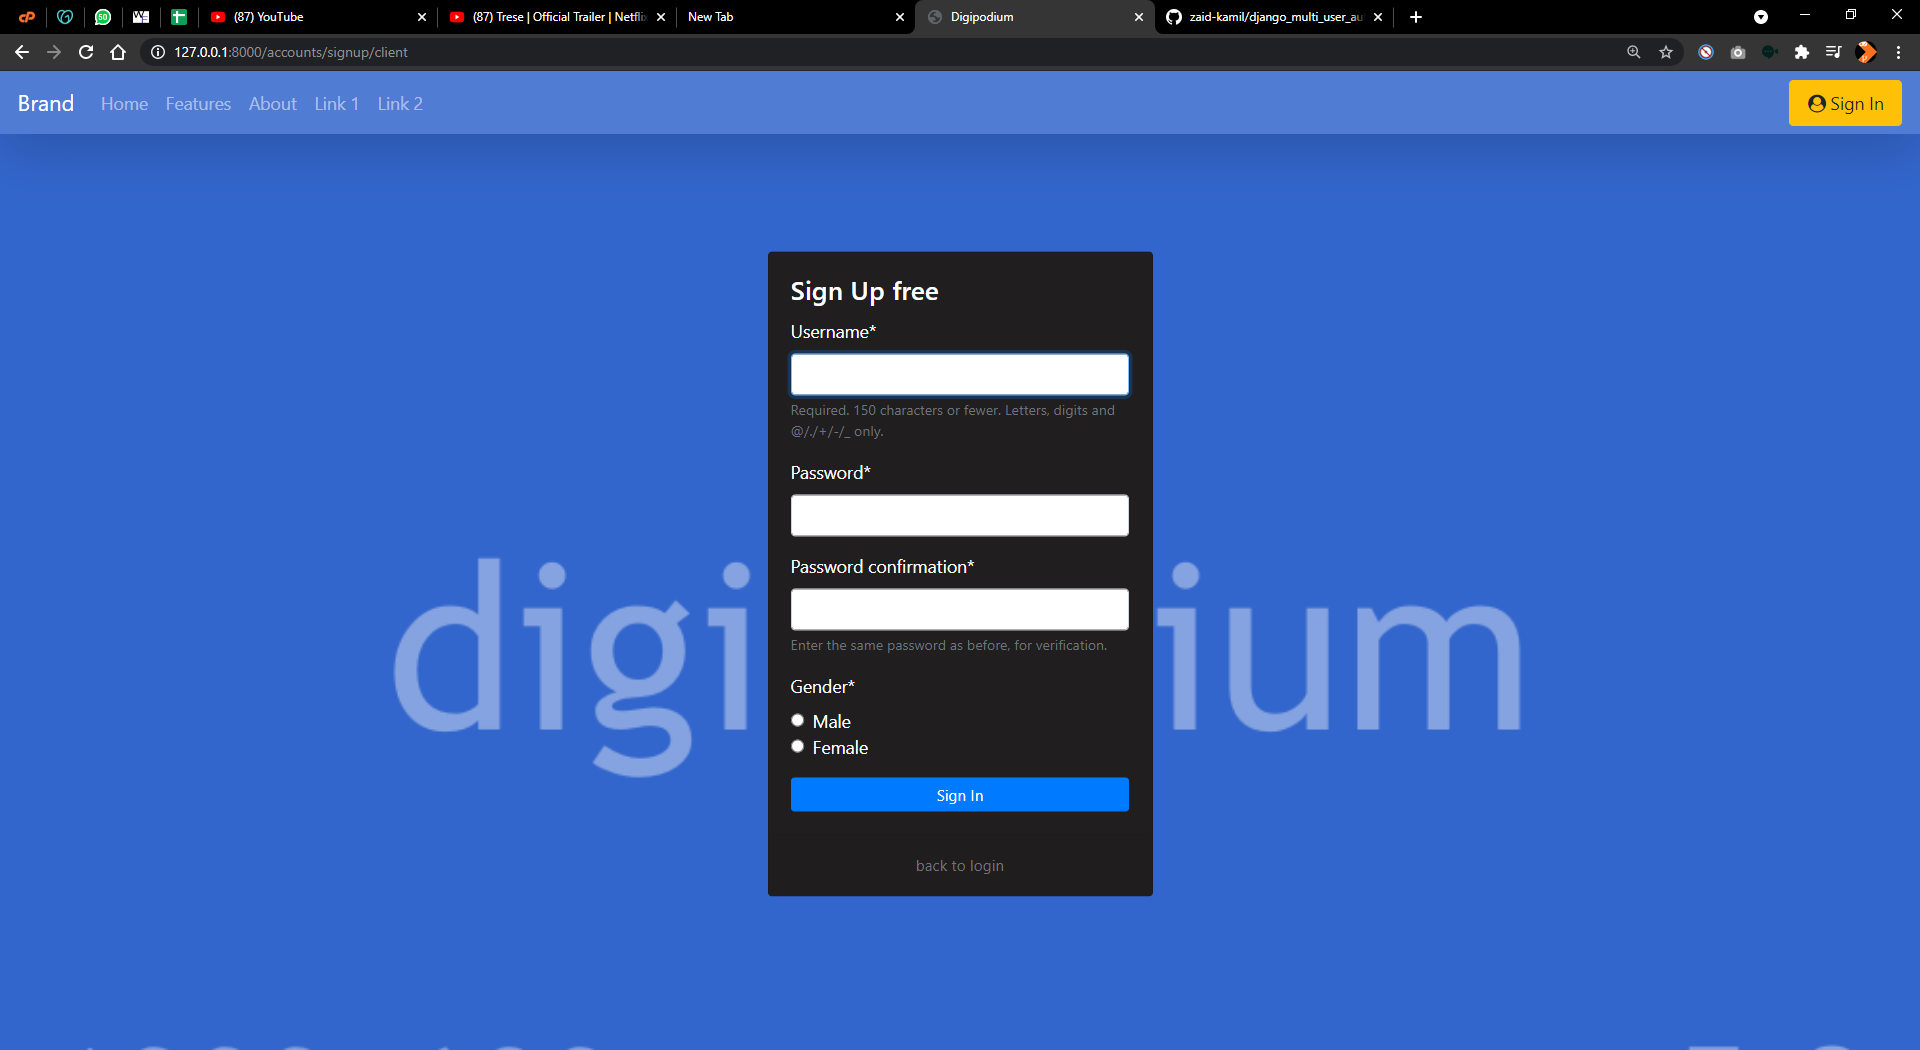 (87) YouTube
(87) Trese | Official Trailer | Netflix
New Tab
Digipodium
zaid-kamil/django_multi_user_au
127.0.0.1:8000/accounts/signup/client
Brand
Home
Features
About
Link 1
Link 2
Sign In
Sign Up free
Username*
Required. 150 characters or fewer. Letters, digits and
@/./+/-/_ only.
Password*
Password confirmation*
Enter the same password as before, for verification.
Gender*
Male
Female
Sign In
back to login
digi
ium